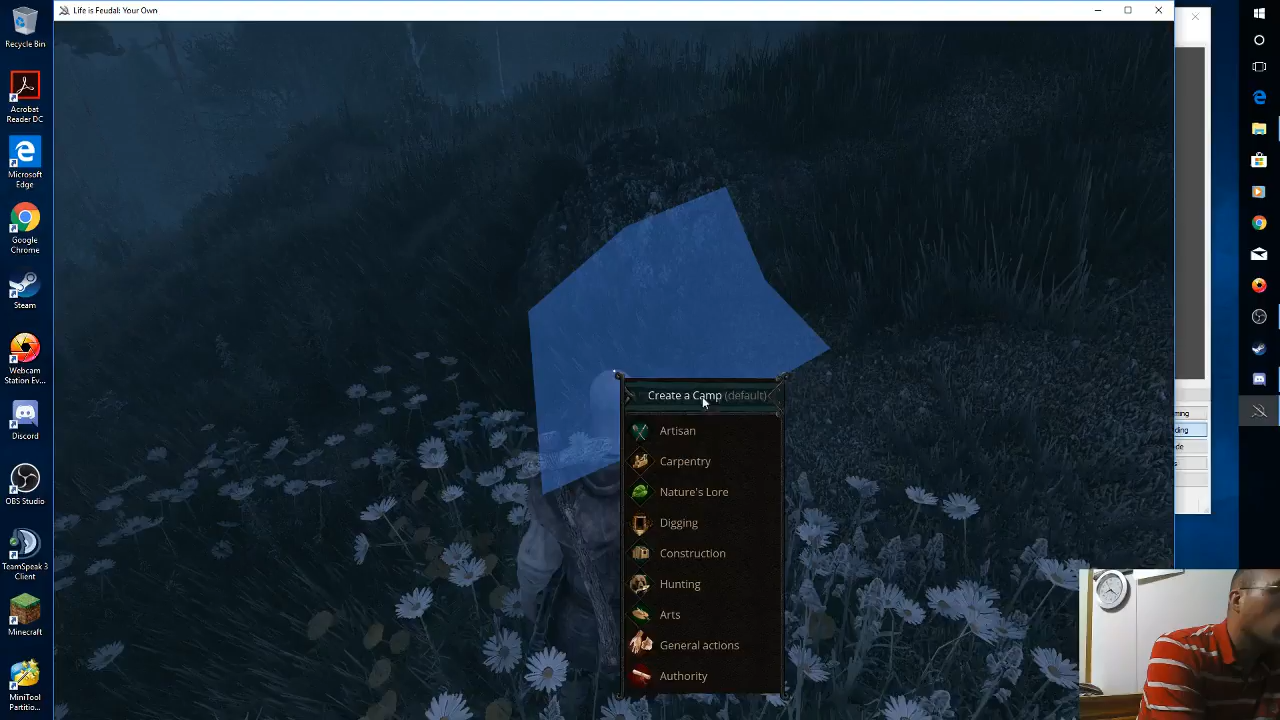 Life is Feudal: Your Own
Recycle Bin
Acrobat
Reader DC
Microsoft
Edge
Google
Chrome
Steam
Webcam
Station Ev...
Discord
OBS Studio
TeamSpeak 3
Client
Minecraft
MiniTool
Partitio...
Create a Camp (default)
Artisan
Carpentry
Nature's Lore
Digging
Construction
Hunting
Arts
General actions
Authority